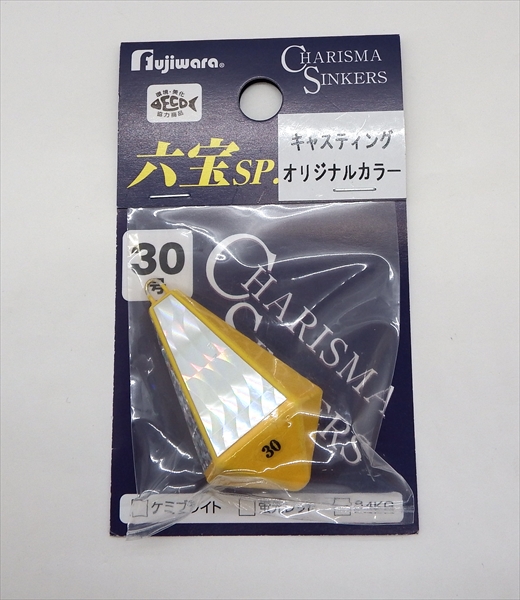 Fujiwara®
CHARISMA
SINKERS
環境・美化
ECO
協力商品
六宝SP.
キャスティング
オリジナルカラー
30
号
CHARISMA
SINKERS
30
ケミブライト